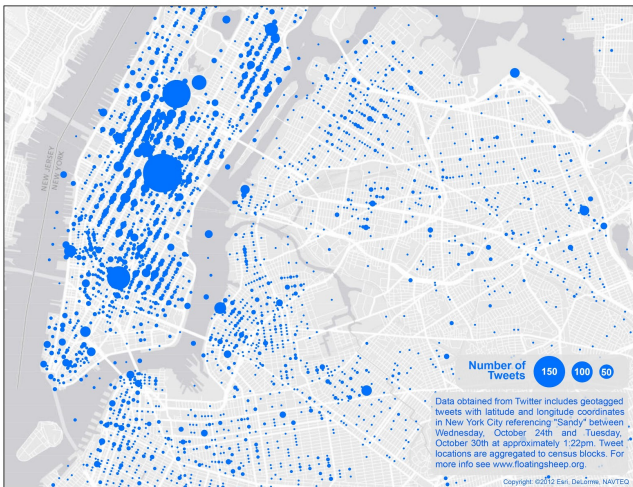 NEW JERSEY
NEW YORK
Number of
Tweets
150
100
50
Data obtained from Twitter includes geotagged
tweets with latitude and longitude coordinates
in New York City referencing "Sandy" between
Wednesday, October 24th and Tuesday,
October 30th at approximately 1:22pm. Tweet
locations are aggregated to census blocks. For
more info see www.floatingsheep.org.
Copyright: ©2012 Esri, DeLorme, NAVTEQ